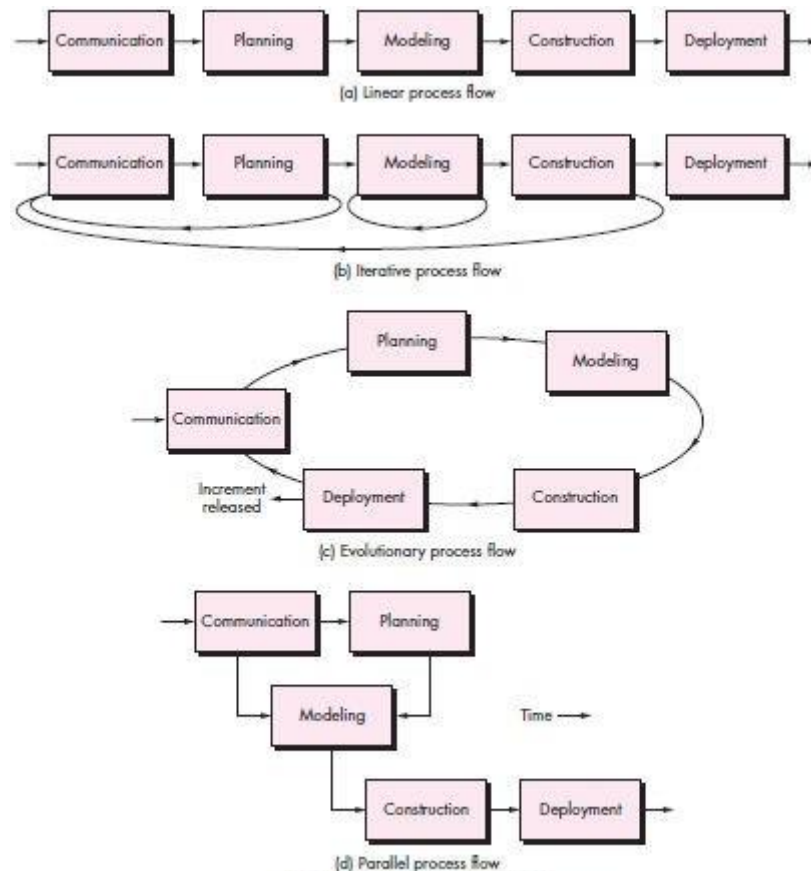 Communication Planning Modeling Construction Deployment
(a) Linear process flow
Communication Planning Modeling Construction Deployment
(b) Iterative process flow
Planning
Modeling
Communication
Increment
released
Deployment
Construction
(c) Evolutionary process flow
Communication Planning
Modeling
Time
Construction Deployment
(d) Parallel process flow